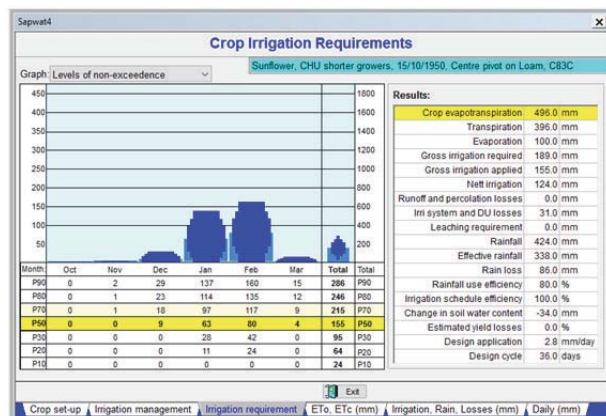 Sapwat4
Crop Irrigation Requirements
Graph: Levels of non-exceedence
Sunflower, CHU shorter growers, 15/10/1950, Centre pivot on Loam, C83C
450 1800
400 1600
350 1400
300 1200
250 1000
200 800
150 600
100 400
50 200
Month: Oct Nov Dec Jan Feb Mar Total Total
P90 0 2 29 137 160 15 286 P90
P80 0 1 23 114 135 12 246 P80
P70 0 1 18 97 117 9 215 P70
P50 0 0 9 63 80 4 155 P50
P30 0 0 0 28 42 0 95 P30
P20 0 0 0 11 24 0 64 P20
P10 0 0 0 0 0 0 24 P10
Results:
Crop evapotranspiration 496.0 mm
Transpiration 396.0 mm
Evaporation 100.0 mm
Gross irrigation required 189.0 mm
Gross irrigation applied 155.0 mm
Nett irrigation 124.0 mm
Runoff and percolation losses 0.0 mm
Irri system and DU losses 31.0 mm
Leaching requirement 0.0 mm
Rainfall 424.0 mm
Effective rainfall 338.0 mm
Rain loss 86.0 mm
Rainfall use efficiency 80.0 %
Irrigation schedule efficiency 100.0 %
Change in soil water content -34.0 mm
Estimated yield losses 0.0 %
Design application 2.8 mm/day
Design cycle 36.0 days
Exit
Crop set-up Irrigation management Irrigation requirement ETo, ETc (mm) Irrigation, Rain, Losses (mm) Daily (mm)